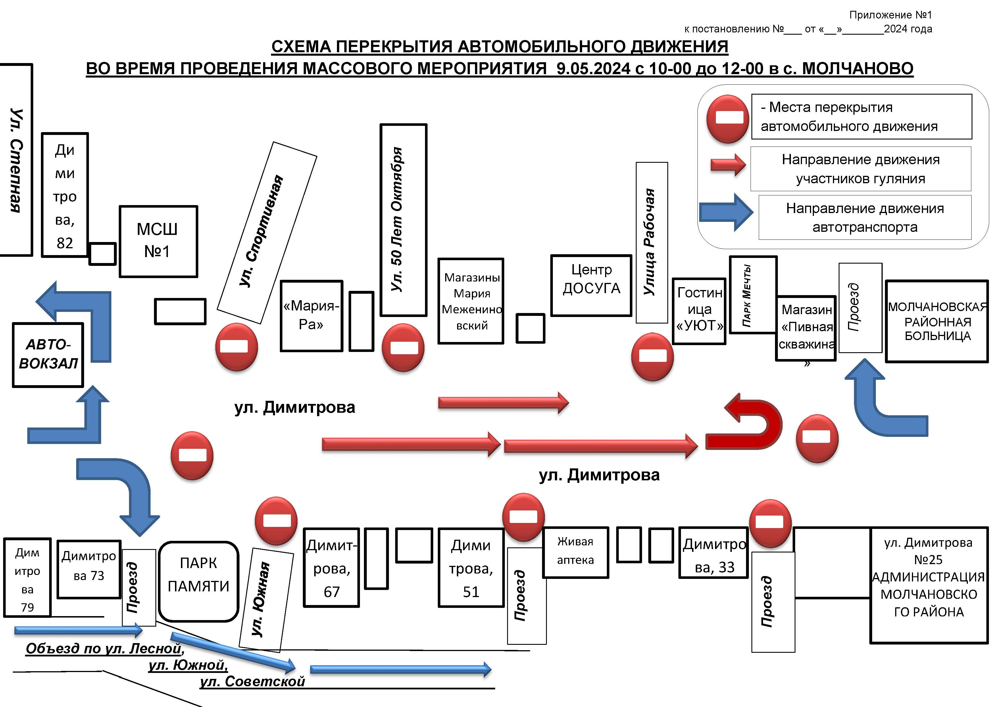 Приложение №1
к постановлению №___ от «__»_______2024 года
СХЕМА ПЕРЕКРЫТИЯ АВТОМОБИЛЬНОГО ДВИЖЕНИЯ
ВО ВРЕМЯ ПРОВЕДЕНИЯ МАССОВОГО МЕРОПРИЯТИЯ 9.05.2024 с 10-00 до 12-00 в с. МОЛЧАНОВО
- Места перекрытия
автомобильного движения
Направление движения
участников гуляния
Направление движения
автотранспорта
Ул. Степная
Ди
ми
тро
ва,
82
МСШ
№1
ул. Спортивная
«Мария-
Ра»
Ул. 50 Лет Октября
Магазины
Мария
Меженино
вский
Центр
ДОСУГА
Улица Рабочая
Гостин
ица
«УЮТ»
Парк Мечты
Магазин
«Пивная
скважина
»
Проезд
МОЛЧАНОВСКАЯ
РАЙОННАЯ
БОЛЬНИЦА
АВТО-
ВОКЗАЛ
ул. Димитрова
ул. Димитрова
Дим
итро
ва
79
Димитро
ва 73
Проезд
ПАРК
ПАМЯТИ
ул. Южная
Димит-
рова,
67
Дими
трова,
51
Проезд
Живая
аптека
Димитро
ва, 33
Проезд
ул. Димитрова
№25
АДМИНИСТРАЦИЯ
МОЛЧАНОВСКО
ГО РАЙОНА
Объезд по ул. Лесной,
ул. Южной,
ул. Советской